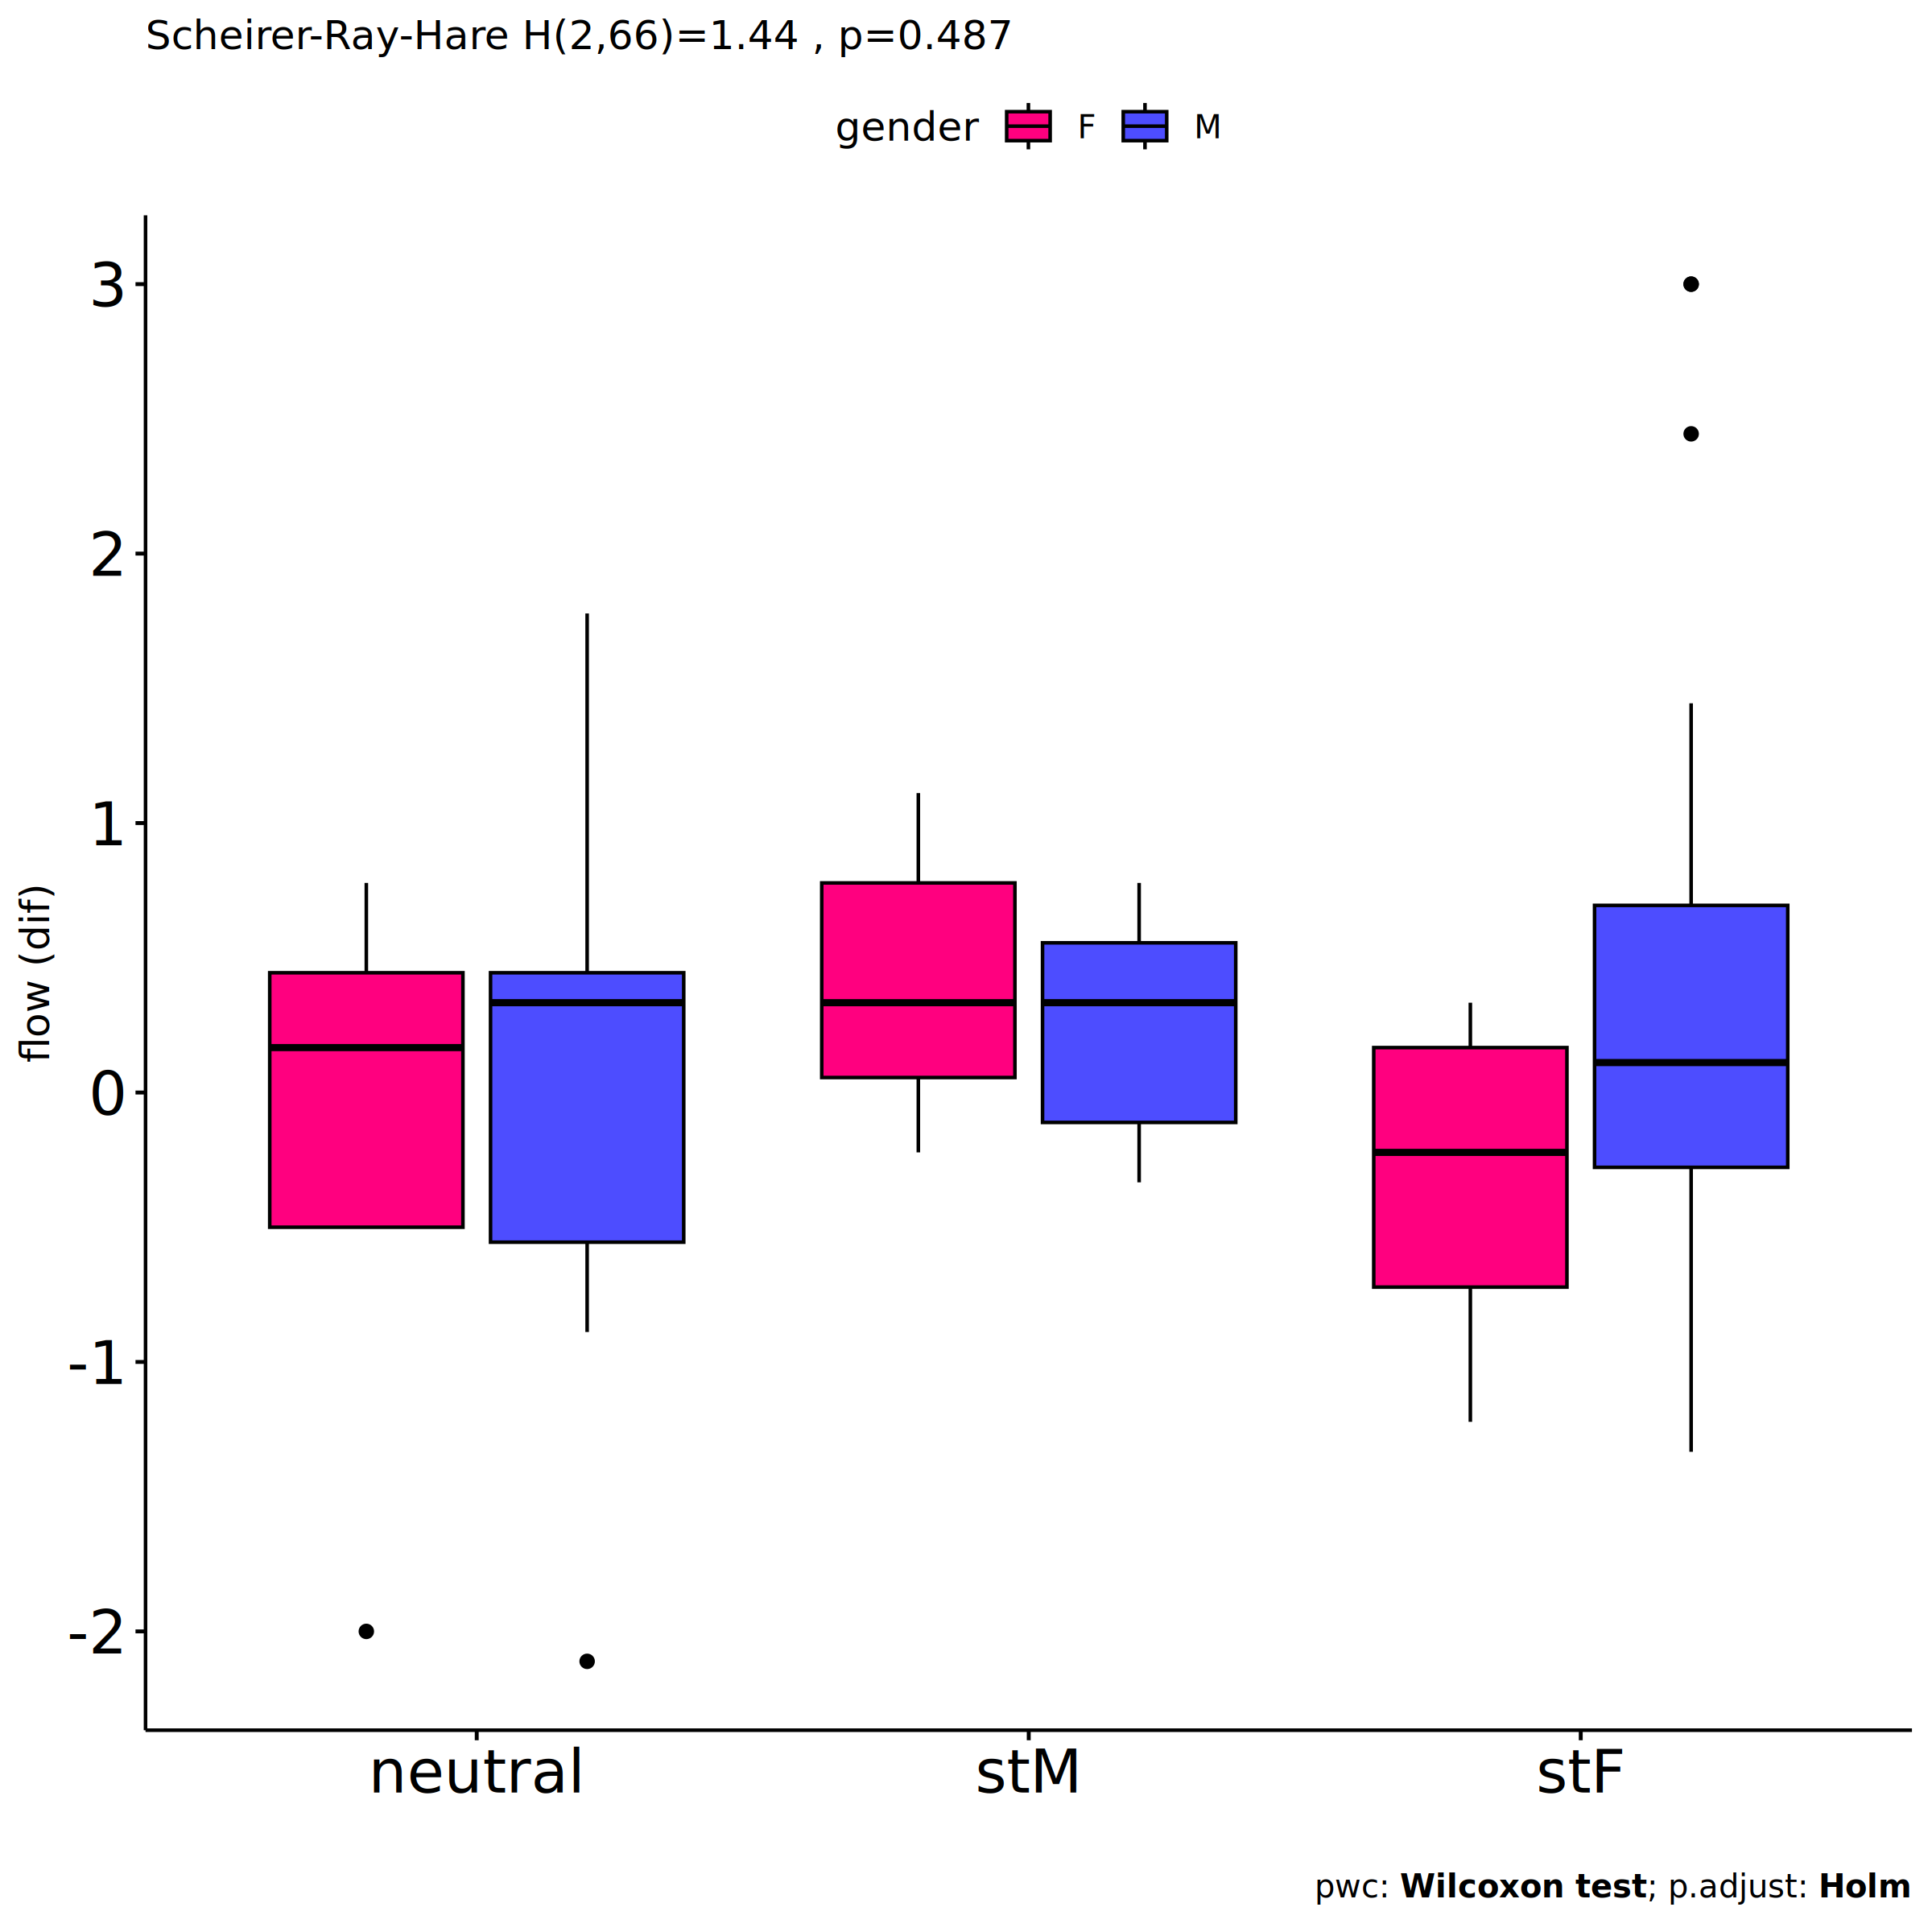 Scheirer-Ray-Hare H(2,66)=1.44 , p=0.487
gender F M
3
2
1
0
-1
-2
flow (dif)
neutral stM stF
pwc: Wilcoxon test; p.adjust: Holm